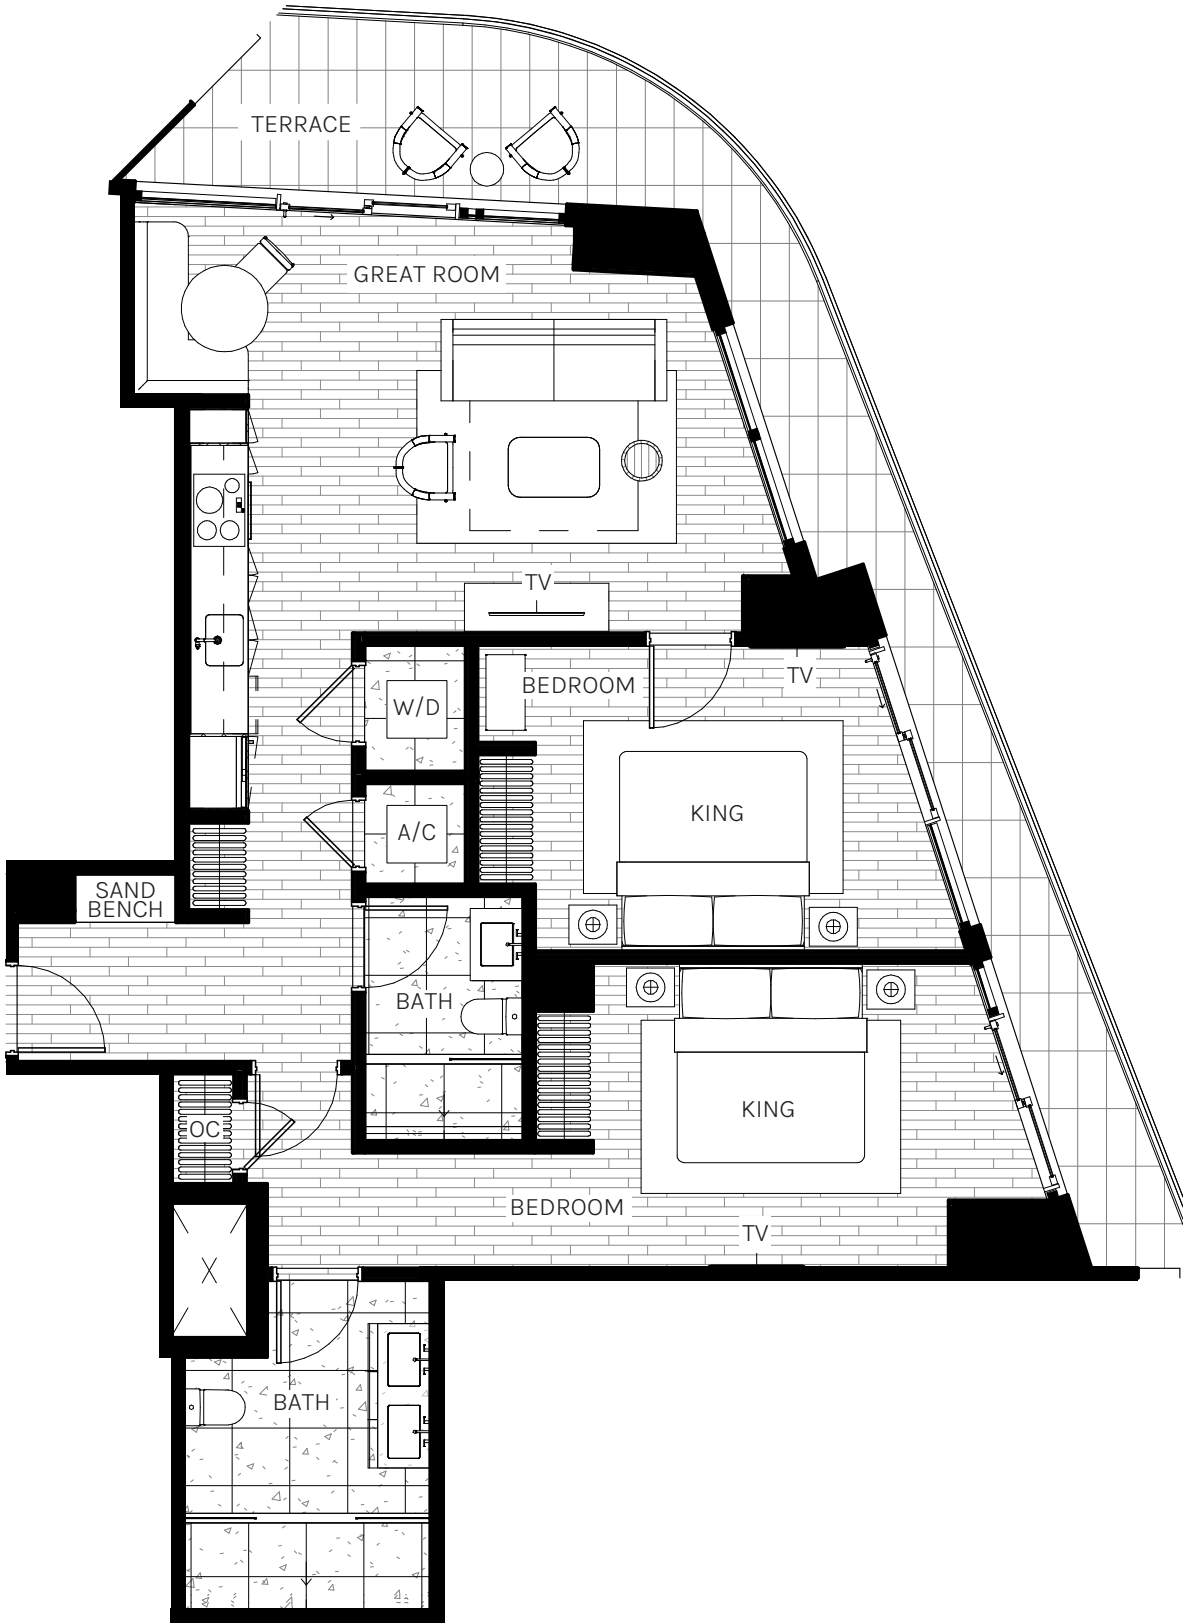 TERRACE
GREAT ROOM
TV
W/D
BEDROOM
TV
KING
A/C
SAND
BENCH
BATH
KING
OC
BEDROOM
TV
X
BATH